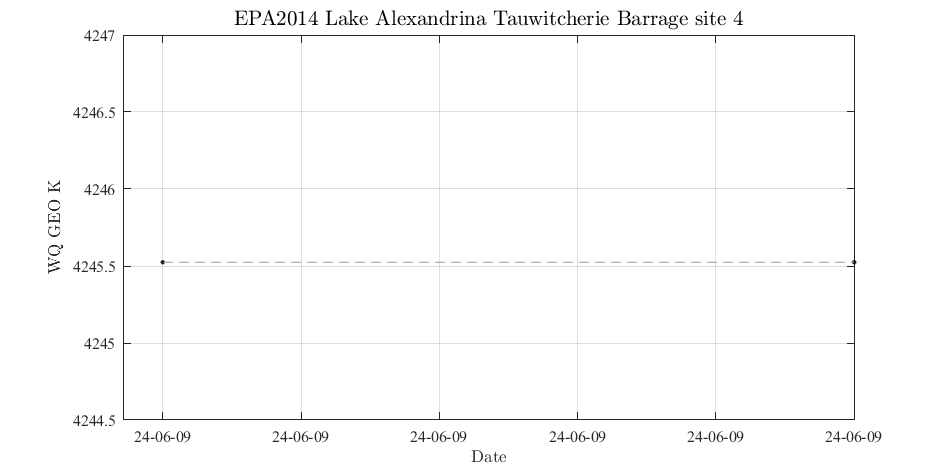 EPA2014 Lake Alexandrina Tauwitcherie Barrage site 4
4247
4246.5
4246
4245.5
4245
4244.5
WQ GEO K
24-06-09 24-06-09 24-06-09 24-06-09 24-06-09 24-06-09
Date